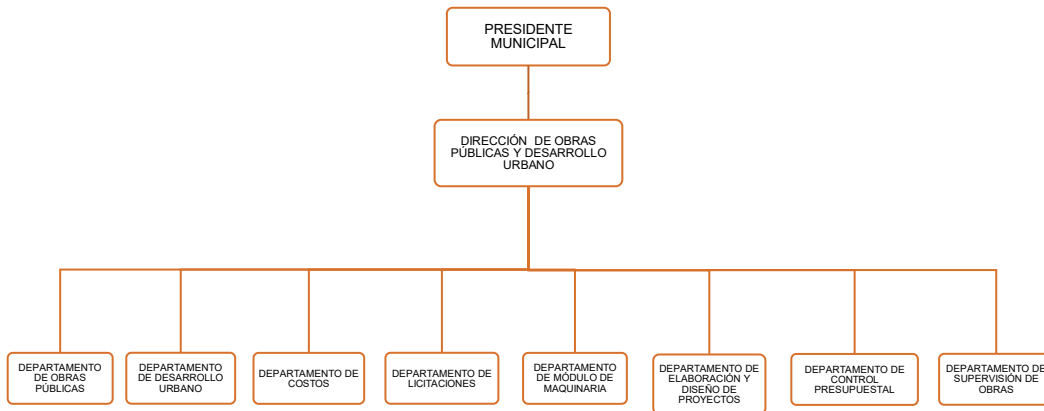 PRESIDENTE
MUNICIPAL
DIRECCIÓN DE OBRAS
PÚBLICAS Y DESARROLLO
URBANO
DEPARTAMENTO
DE OBRAS
PÚBLICAS
DEPARTAMENTO
DE DESARROLLO
URBANO
DEPARTAMENTO DE
COSTOS
DEPARTAMENTO
DE LICITACIONES
DEPARTAMENTO
DE MÓDULO DE
MAQUINARIA
DEPARTAMENTO DE
ELABORACIÓN Y
DISEÑO DE
PROYECTOS
DEPARTAMENTO DE
CONTROL
PRESUPUESTAL
DEPARTAMENTO DE
SUPERVISIÓN DE
OBRAS